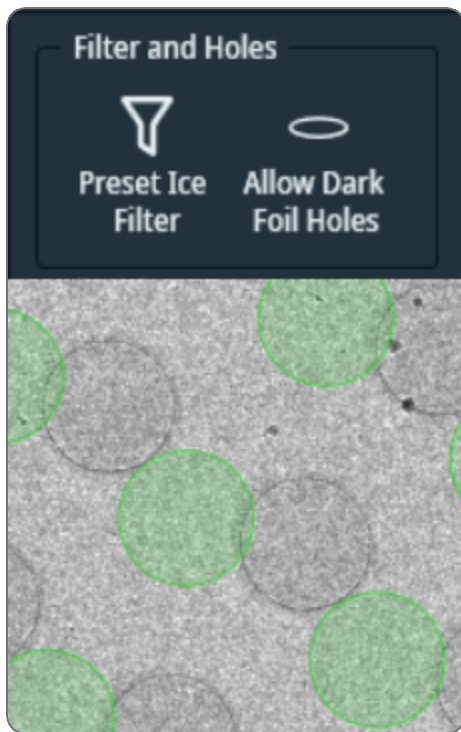 Filter and Holes
Preset Ice
Filter
Allow Dark
Foil Holes